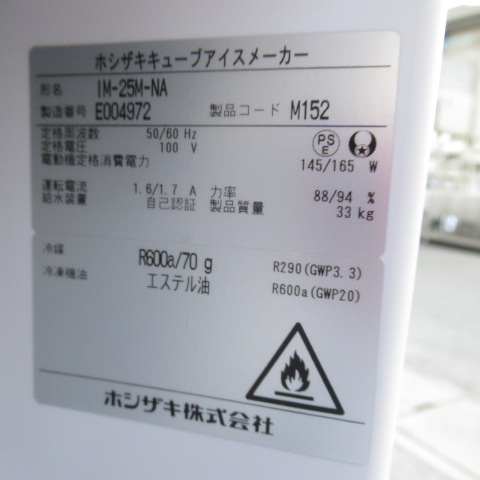 ホシザキキューブアイスメーカー
形名 IM-25M-NA
製造番号 E004972 製品コード M152
定格周波数 50/60 Hz
定格電圧 100 V
電動機定格消費電力 145/165 W
PS
E
運転電流 1.6/1.7 A 力率 88/94 %
給水装置 自己認証 製品質量 33 kg
冷媒 R600a/70 g R290(GWP3.3)
冷凍機油 エステル油 R600a(GWP20)
ホシザキ株式会社